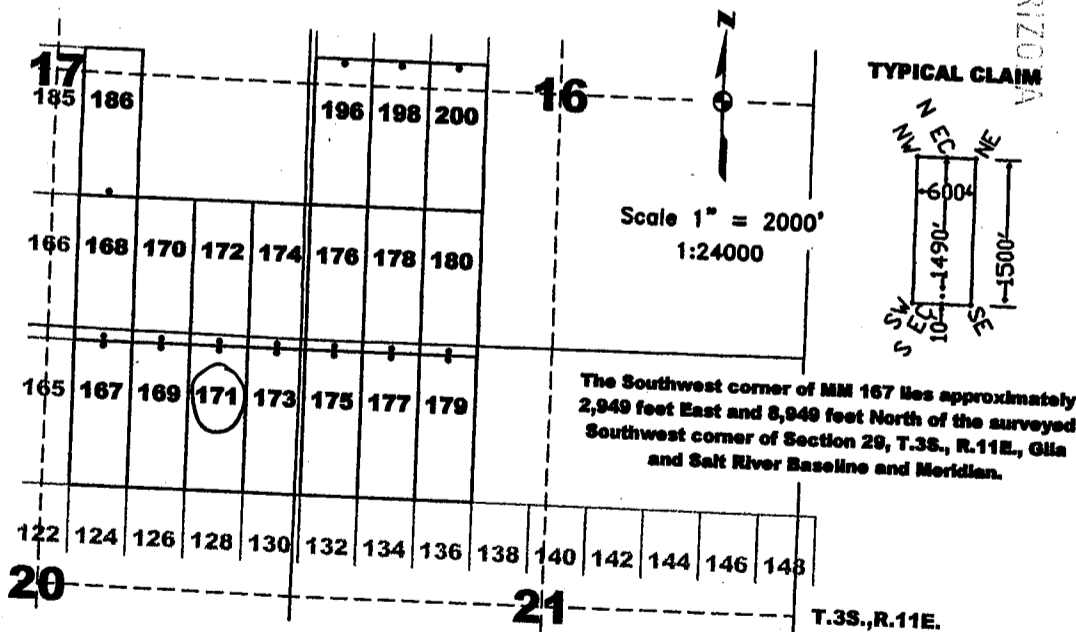 RIZO A
17
16
TYPICAL CLAIM
185 186 196 198 200
N
NW N EC NE
600'
1490'
1500'
10'
SW S EC SE
Scale 1" = 2000'
1:24000
166 168 170 172 174 176 178 180
165 167 169 171 173 175 177 179
The Southwest corner of MM 167 lies approximately
2,949 feet East and 8,949 feet North of the surveyed
Southwest corner of Section 29, T.3S., R.11E., Gila
and Salt River Baseline and Meridian.
122 124 126 128 130 132 134 136 138 140 142 144 146 148
20
21
T.3S.,R.11E.